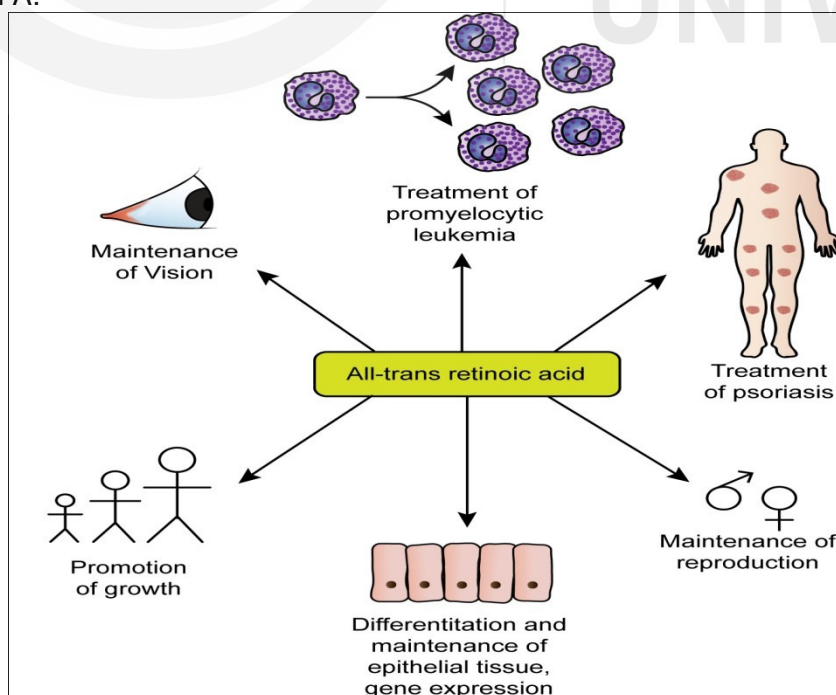 Treatment of
promyelocytic
leukemia
Maintenance
of Vision
All-trans retinoic acid
Treatment
of psoriasis
Promotion
of growth
Differentitation and
maintenance of
epithelial tissue,
gene expression
Maintenance of
reproduction